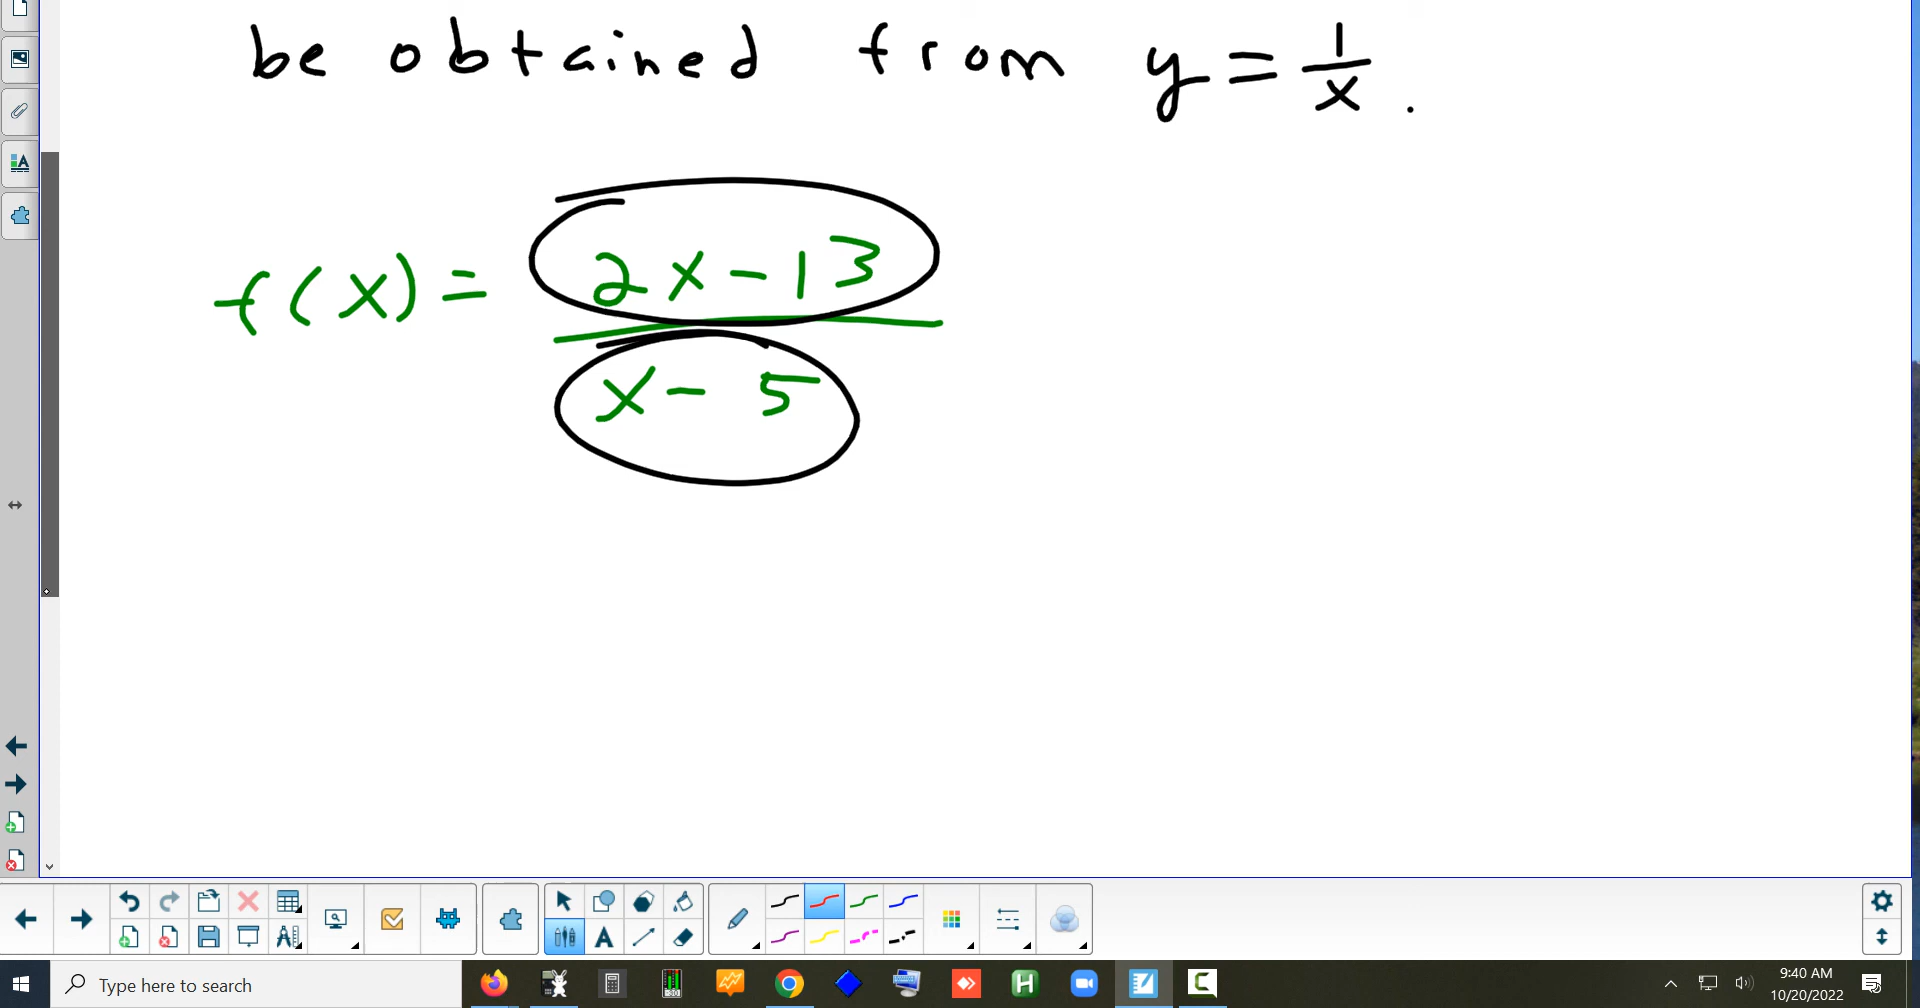 be obtained from y = 1/x .
f(x) = 2x - 13 / x - 5
Type here to search
9:40 AM
10/20/2022